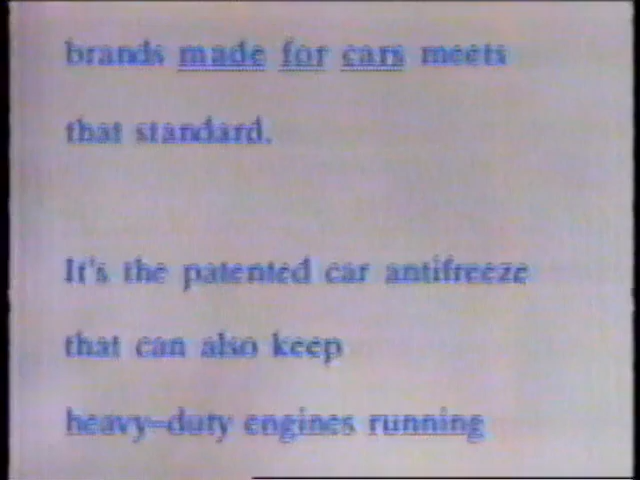 brands made for cars meets
that standard.
It's the patented car antifreeze
that can also keep
heavy-duty engines running